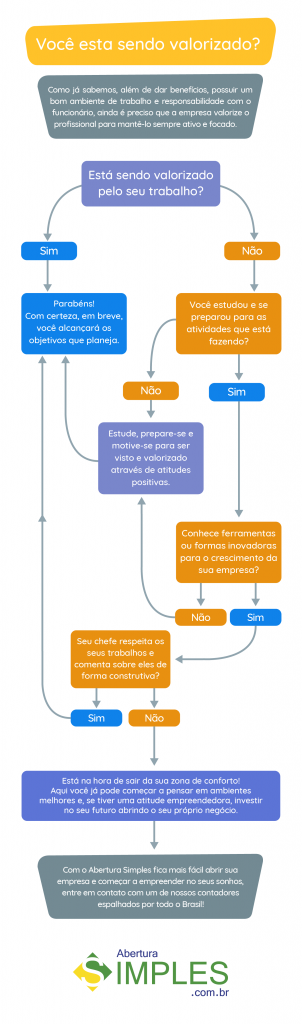 Você esta sendo valorizado?
Como já sabemos, além de dar benefícios, possuir um
bom ambiente de trabalho e responsabilidade com o
funcionário, ainda é preciso que a empresa valorize o
profissional para mantê-lo sempre ativo e focado.
Está sendo valorizado
pelo seu trabalho?
Sim
Não
Parabéns!
Com certeza, em breve,
você alcançará os
objetivos que planeja.
Você estudou e se
preparou para as
atividades que está
fazendo?
Não
Sim
Estude, prepare-se e
motive-se para ser
visto e valorizado
através de atitudes
positivas.
Conhece ferramentas
ou formas inovadoras
para o crescimento da
sua empresa?
Não
Sim
Seu chefe respeita os
seus trabalhos e
comenta sobre eles de
forma construtiva?
Sim
Não
Está na hora de sair da sua zona de conforto!
Aqui você já pode começar a pensar em ambientes
melhores e, se tiver uma atitude empreendedora, investir
no seu futuro abrindo o seu próprio negócio.
Com o Abertura Simples fica mais fácil abrir sua
empresa e começar a empreender no seus sonhos,
entre em contato com um de nossos contadores
espalhados por todo o Brasil!
Abertura
SIMPLES
.com.br